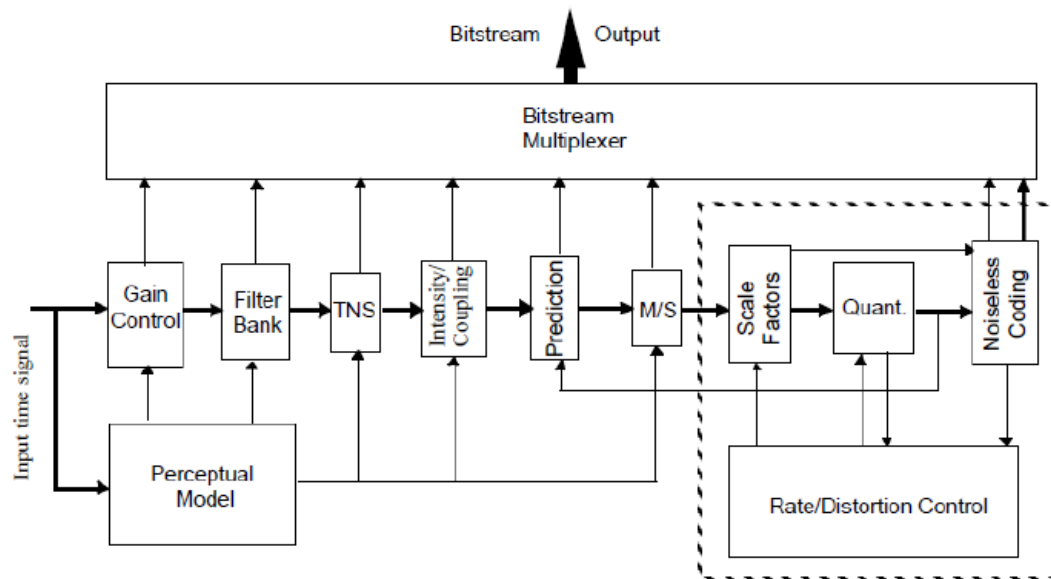 Bitstream Output
Bitstream
Multiplexer
Gain
Control
Filter
Bank
TNS
Intensity/
Coupling
Prediction
M/S
Scale
Factors
Quant.
Noiseless
Coding
Input time signal
Perceptual
Model
Rate/Distortion Control